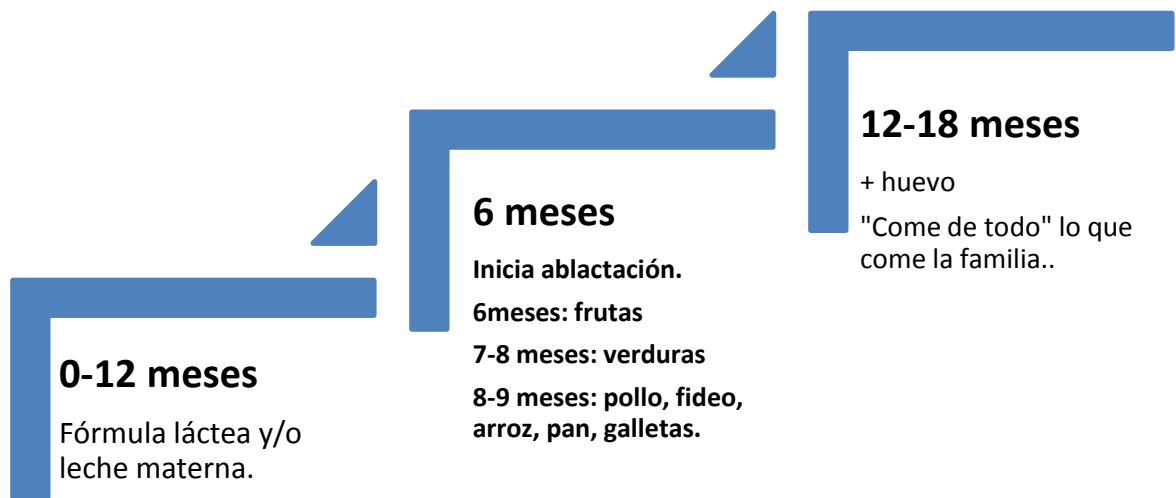 0-12 meses
Fórmula láctea y/o
leche materna.
6 meses
Inicia ablactación.
6meses: frutas
7-8 meses: verduras
8-9 meses: pollo, fideo,
arroz, pan, galletas.
12-18 meses
+ huevo
"Come de todo" lo que
come la familia..